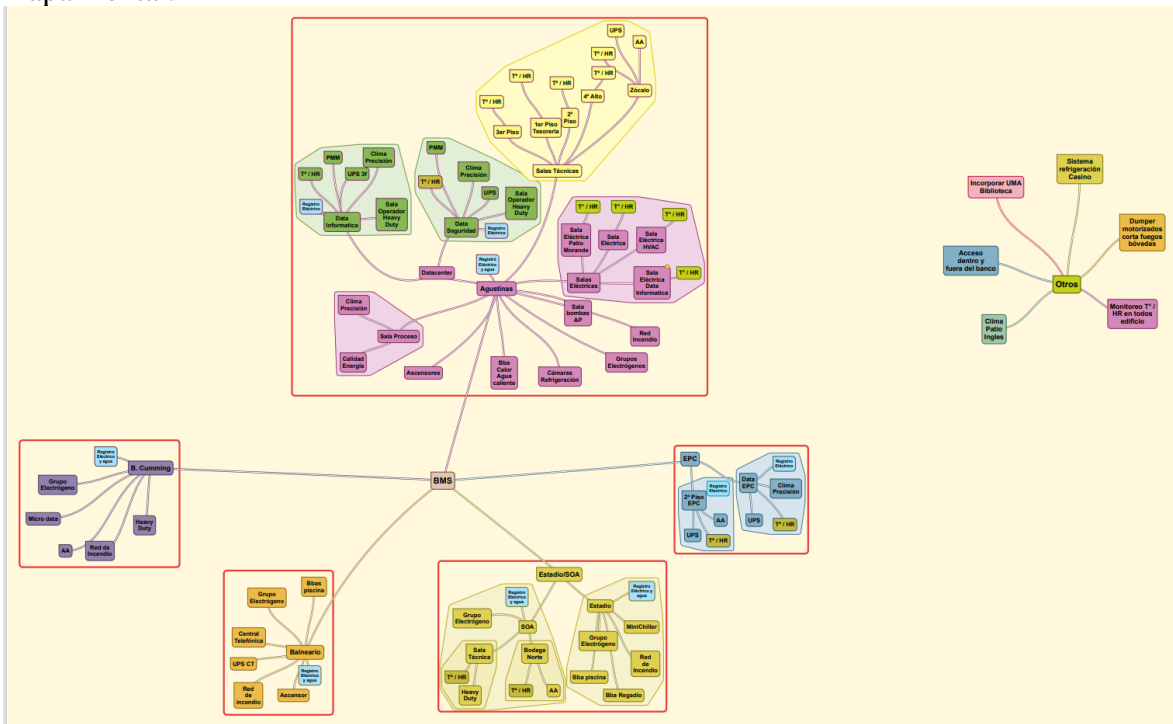 UPS
AA
Tº / HR
Tº / HR
Tº / HR
Tº / HR
Tº / HR
Zócalo
4º Alto
2º
Piso
1er Piso
Tesorería
3er Piso
Salas Técnicas
PMM
Clima
Precisión
Tº / HR
UPS 3f
Registro
Eléctrico
Sala
Operador
Heavy
Duty
Data
Informatica
PMM
Clima
Precisión
Tº / HR
UPS
Sala
Operador
Heavy
Duty
Data
Seguridad
Registro
Eléctrico
Datacenter
Registro
Eléctrico
y agua
Agustinas
Tº / HR
Tº / HR
Tº / HR
Sala
Eléctrica
Patio
Moranda
Sala
Eléctrica
Sala
Eléctrica
HVAC
Salas
Eléctricas
Sala
Eléctrica
Data
Informatica
Tº / HR
Clima
Precisión
Sala Proceso
Calidad
Energía
Sala
bombas
AP
Red
Incendio
Grupos
Electrógenos
Ascensores
Bba
Calor
Agua
caliente
Cámaras
Refrigeración
Sistema
refrigeración
Casino
Incorporar UMA
Biblioteca
Dumper
motorizados
corta fuegos
bóvedas
Acceso
dentro y
fuera del banco
Otros
Clima
Patio
Ingles
Monitoreo Tº /
HR en todos
edificio
BMS
Registro
Eléctrico
y agua
B. Cumming
Grupo
Electrógeno
Micro data
AA
Red de
Incendio
Heavy
Duty
EPC
Registro
Eléctrico
2º Piso
EPC
AA
UPS
Tº / HR
Registro
Eléctrico
Data
EPC
Clima
Precisión
UPS
Tº / HR
Bbas
piscina
Grupo
Electrógeno
Central
Telefónica
Balneario
UPS CT
Registro
Eléctrico
y agua
Red
de
incendio
Ascensor
Estadio/SOA
Registro
Eléctrico
y agua
Grupo
Electrógeno
SOA
Sala
Técnica
Bodega
Norte
Tº / HR
Heavy
Duty
Tº / HR
AA
Registro
Eléctrico y
agua
Estadio
MiniChiller
Grupo
Electrógeno
Red
de
incendio
Bba piscina
Bba Regadio